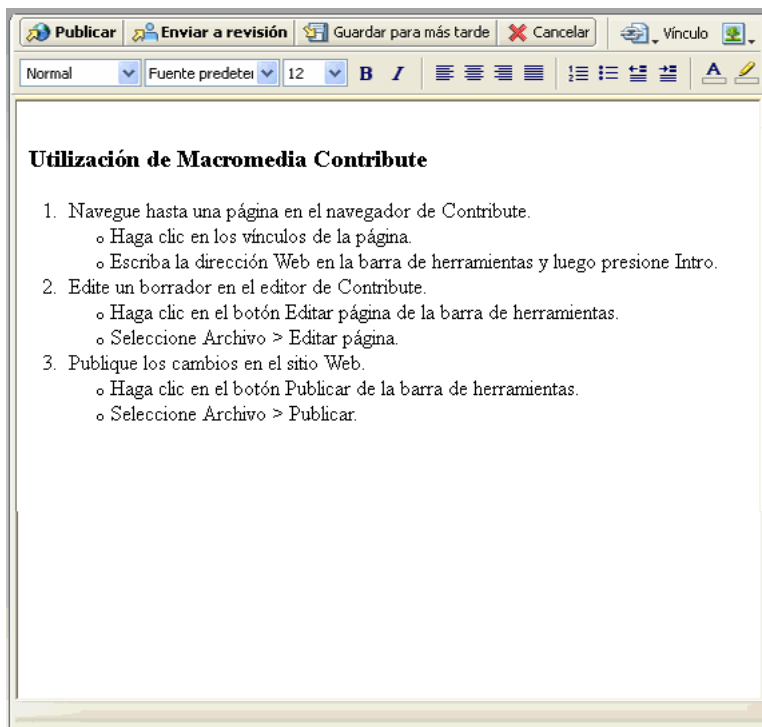 Publicar Enviar a revisión Guardar para más tarde Cancelar Vínculo
Normal Fuente predeter 12 B I A
Utilización de Macromedia Contribute
1. Navegue hasta una página en el navegador de Contribute.
o Haga clic en los vínculos de la página.
o Escriba la dirección Web en la barra de herramientas y luego presione Intro.
2. Edite un borrador en el editor de Contribute.
o Haga clic en el botón Editar página de la barra de herramientas.
o Seleccione Archivo > Editar página.
3. Publique los cambios en el sitio Web.
o Haga clic en el botón Publicar de la barra de herramientas.
o Seleccione Archivo > Publicar.